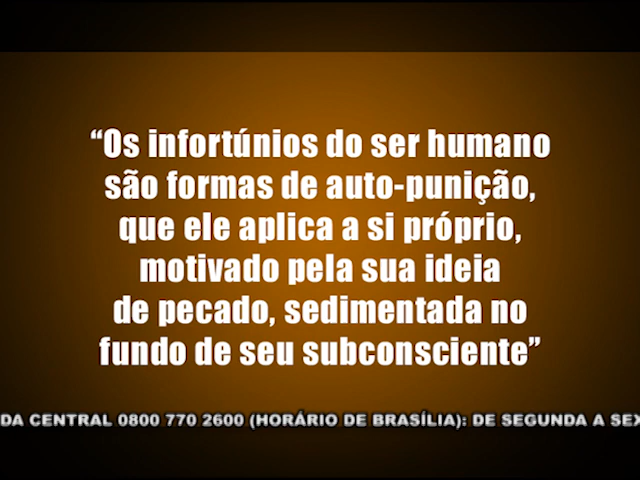 “Os infortúnios do ser humano
são formas de auto-punição,
que ele aplica a si próprio,
motivado pela sua ideia
de pecado, sedimentada no
fundo de seu subconsciente”
DA CENTRAL 0800 770 2600 (HORÁRIO DE BRASÍLIA): DE SEGUNDA A SEX